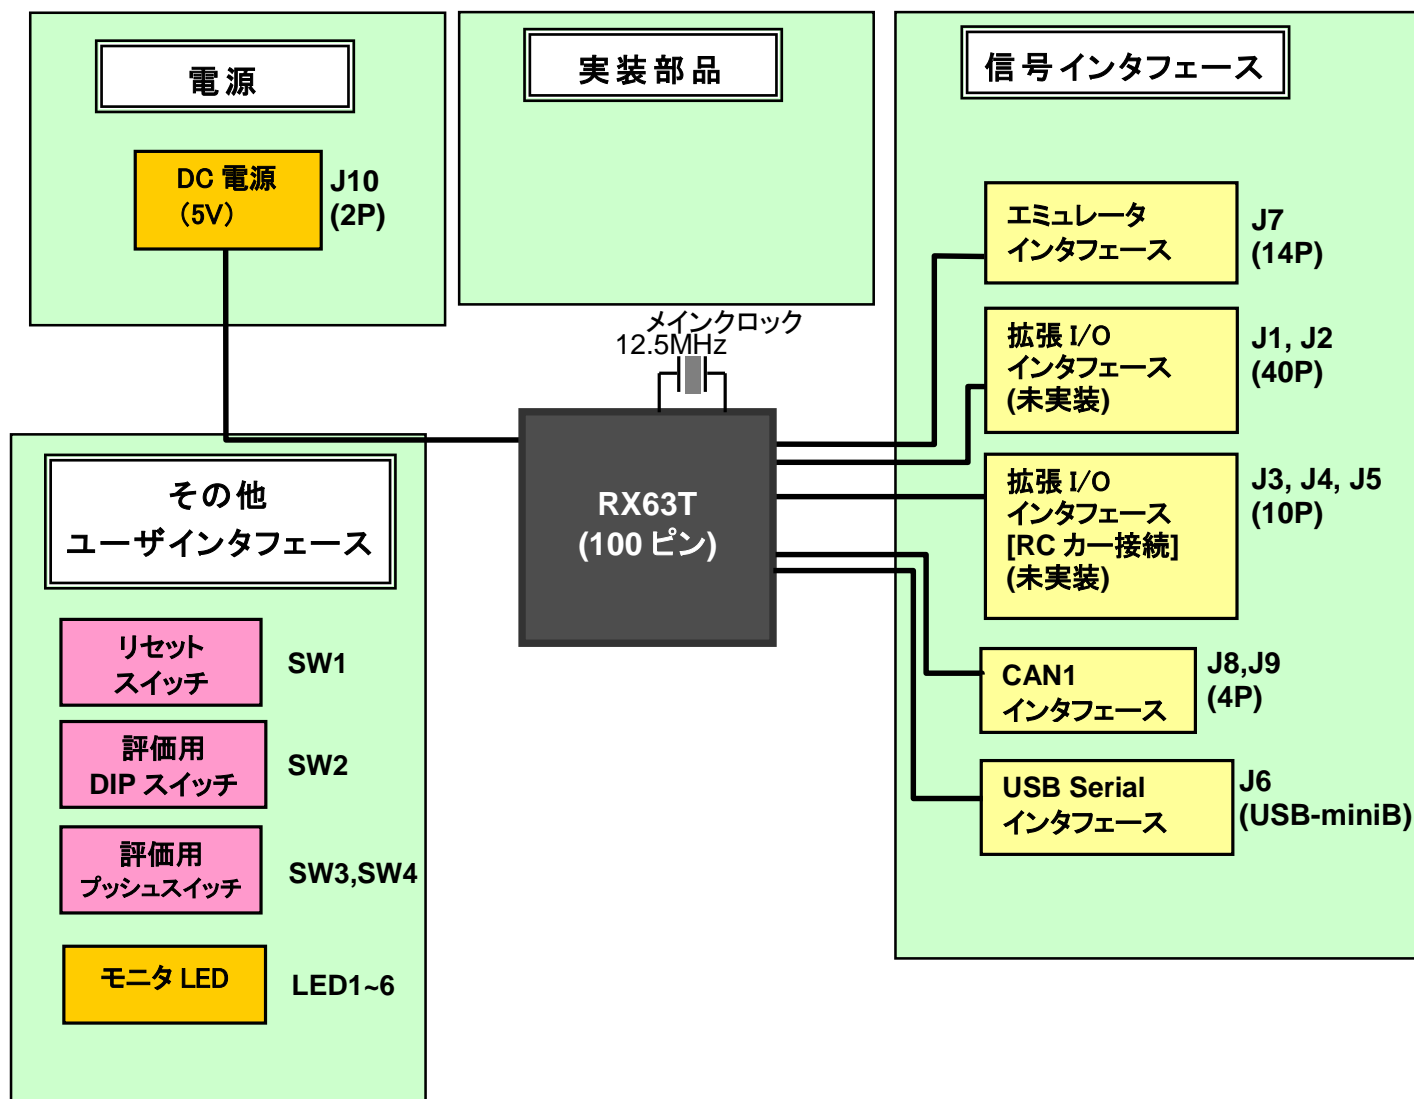 電源
DC 電源
(5V)
J10
(2P)
実装部品
信号インタフェース
エミュレータ
インタフェース
J7
(14P)
拡張 I/O
インタフェース
(未実装)
J1, J2
(40P)
拡張 I/O
インタフェース
[RC カー接続]
(未実装)
J3, J4, J5
(10P)
CAN1
インタフェース
J8,J9
(4P)
USB Serial
インタフェース
J6
(USB-miniB)
メインクロック
12.5MHz
RX63T
(100 ピン)
その他
ユーザインタフェース
リセット
スイッチ
SW1
評価用
DIP スイッチ
SW2
評価用
プッシュスイッチ
SW3,SW4
モニタ LED
LED1~6